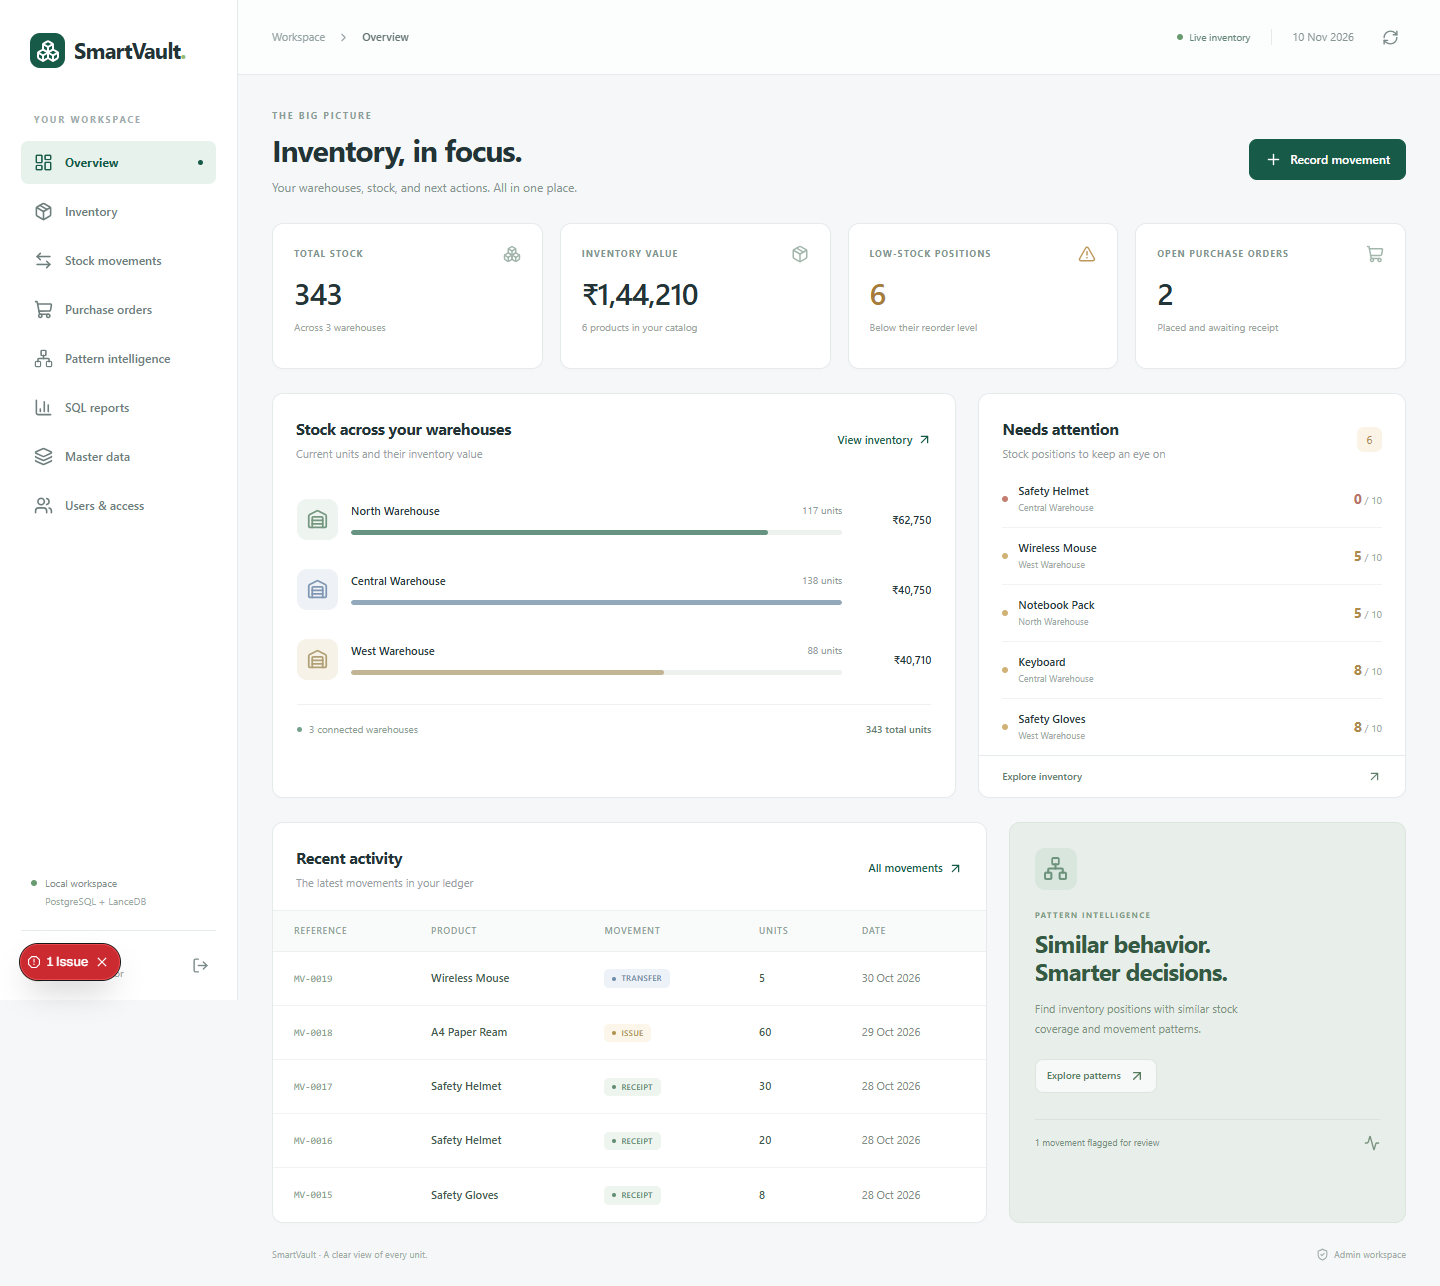 SmartVault.
YOUR WORKSPACE
Overview
Inventory
Stock movements
Purchase orders
Pattern intelligence
SQL reports
Master data
Users & access
Local workspace
PostgreSQL + LanceDB
1 Issue
Workspace > Overview
Live inventory
10 Nov 2026
THE BIG PICTURE
Inventory, in focus.
Your warehouses, stock, and next actions. All in one place.
Record movement
TOTAL STOCK
343
Across 3 warehouses
INVENTORY VALUE
₹1,44,210
6 products in your catalog
LOW-STOCK POSITIONS
6
Below their reorder level
OPEN PURCHASE ORDERS
2
Placed and awaiting receipt
Stock across your warehouses
Current units and their inventory value
View inventory
North Warehouse 117 units ₹62,750
Central Warehouse 138 units ₹40,750
West Warehouse 88 units ₹40,710
3 connected warehouses 343 total units
Needs attention
Stock positions to keep an eye on
6
Safety Helmet
Central Warehouse
0 / 10
Wireless Mouse
West Warehouse
5 / 10
Notebook Pack
North Warehouse
5 / 10
Keyboard
Central Warehouse
8 / 10
Safety Gloves
West Warehouse
8 / 10
Explore inventory
Recent activity
The latest movements in your ledger
All movements
REFERENCE PRODUCT MOVEMENT UNITS DATE
MV-0019 Wireless Mouse TRANSFER 5 30 Oct 2026
MV-0018 A4 Paper Ream ISSUE 60 29 Oct 2026
MV-0017 Safety Helmet RECEIPT 30 28 Oct 2026
MV-0016 Safety Helmet RECEIPT 20 28 Oct 2026
MV-0015 Safety Gloves RECEIPT 8 28 Oct 2026
PATTERN INTELLIGENCE
Similar behavior.
Smarter decisions.
Find inventory positions with similar stock
coverage and movement patterns.
Explore patterns
1 movement flagged for review
SmartVault · A clear view of every unit.
Admin workspace